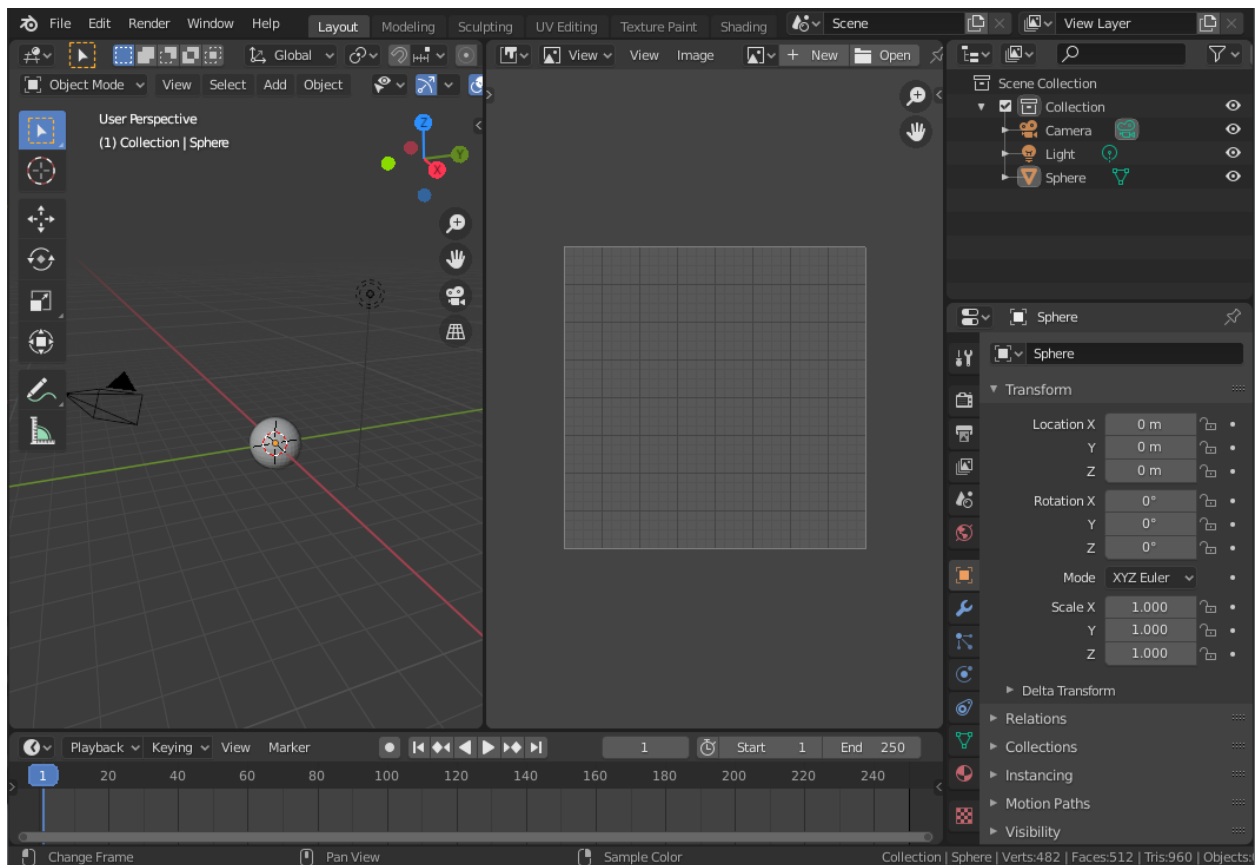 File Edit Render Window Help Layout Modeling Sculpting UV Editing Texture Paint Shading Scene View Layer
Global View View Image New Open
Object Mode View Select Add Object
User Perspective
(1) Collection | Sphere
Z
Y
X
Scene Collection
Collection
Camera
Light
Sphere
Sphere
Sphere
Transform
Location X 0 m
Y 0 m
Z 0 m
Rotation X 0°
Y 0°
Z 0°
Mode XYZ Euler
Scale X 1.000
Y 1.000
Z 1.000
Delta Transform
Relations
Collections
Instancing
Motion Paths
Visibility
Playback Keying View Marker 1 Start 1 End 250
1 20 40 60 80 100 120 140 160 180 200 220 240
Change Frame Pan View Sample Color Collection | Sphere | Verts:482 | Faces:512 | Tris:960 | Objects: